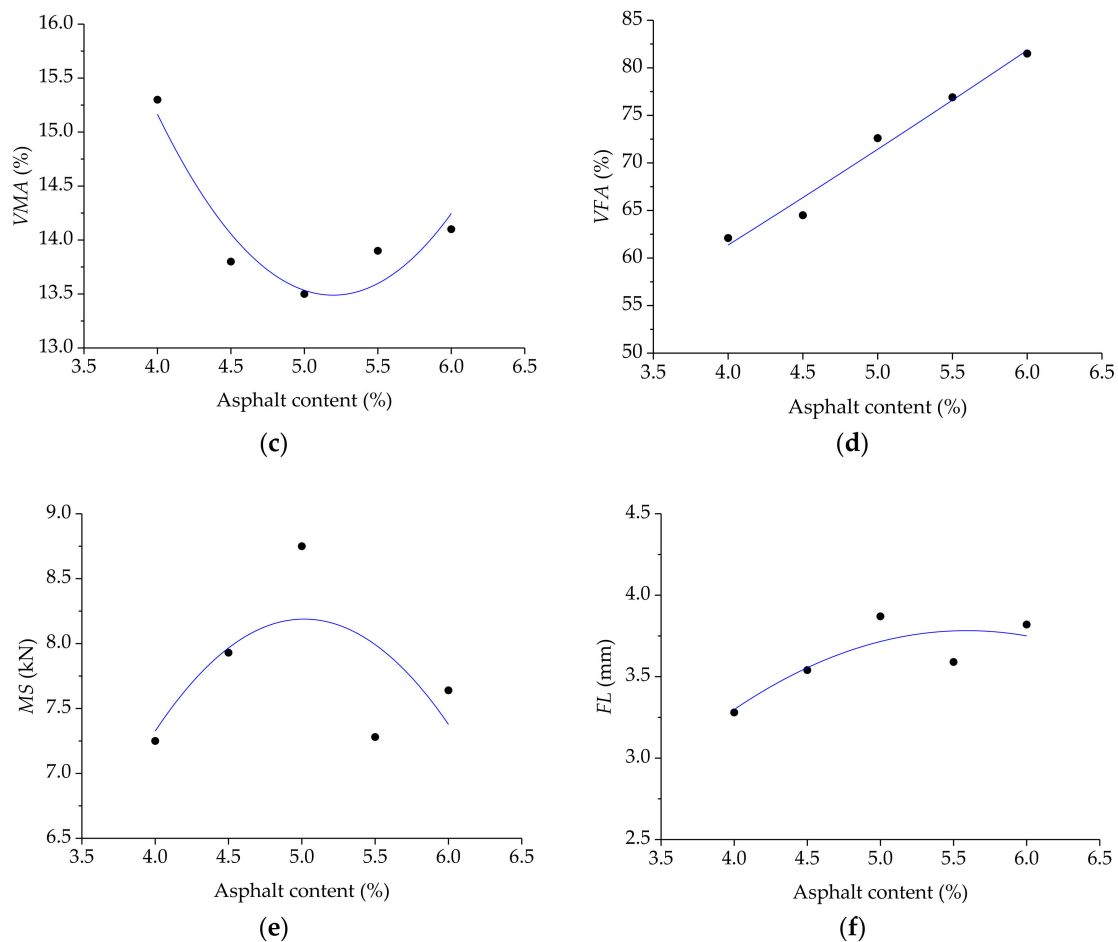 16.0
15.5
15.0
14.5
14.0
13.5
13.0
VMA (%)
3.5 4.0 4.5 5.0 5.5 6.0 6.5
Asphalt content (%)
(c)
85
80
75
70
65
60
55
50
VFA (%)
3.5 4.0 4.5 5.0 5.5 6.0 6.5
Asphalt content (%)
(d)
9.0
8.5
8.0
7.5
7.0
6.5
MS (kN)
3.5 4.0 4.5 5.0 5.5 6.0 6.5
Asphalt content (%)
(e)
4.5
4.0
3.5
3.0
2.5
FL (mm)
3.5 4.0 4.5 5.0 5.5 6.0 6.5
Asphalt content (%)
(f)